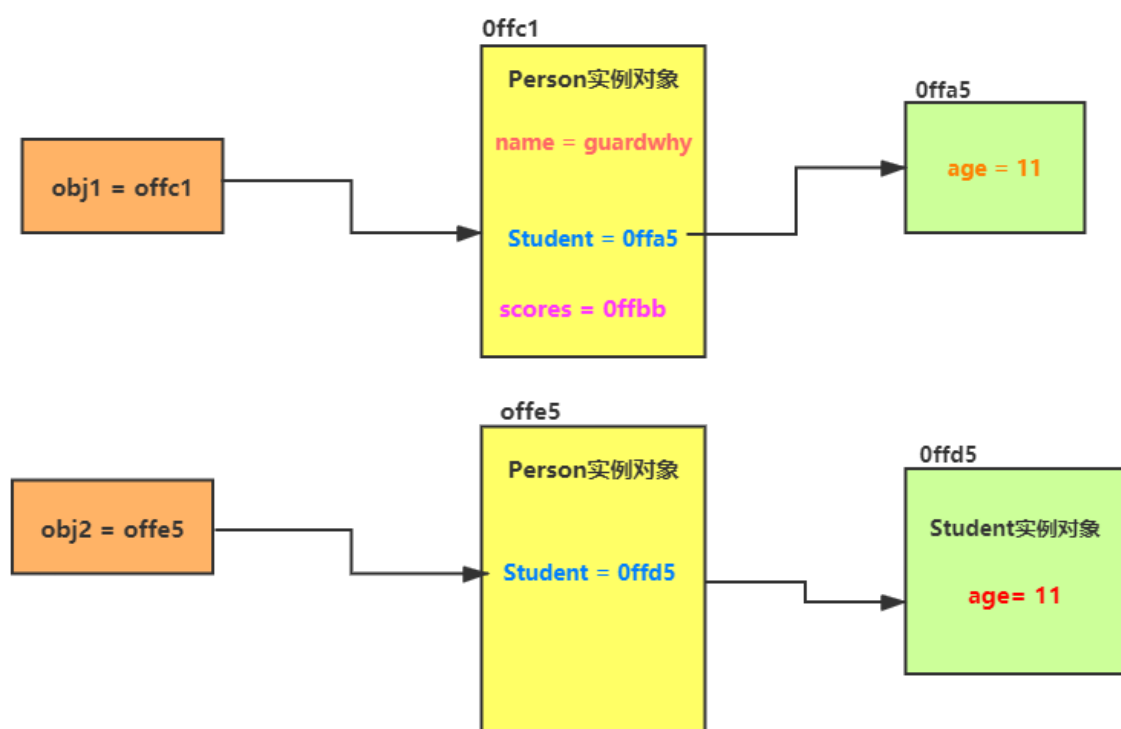 0ffc1
Person实例对象
0ffa5
name = guardwhy
age = 11
obj1 = offc1
Student = 0ffa5
scores = 0ffbb
offe5
Person实例对象
0ffd5
obj2 = offe5
Student实例对象
Student = 0ffd5
age= 11